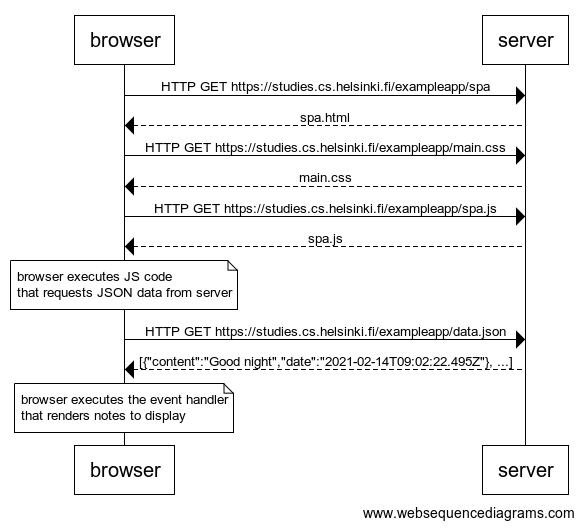 browser
server
HTTP GET https://studies.cs.helsinki.fi/exampleapp/spa
spa.html
HTTP GET https://studies.cs.helsinki.fi/exampleapp/main.css
main.css
HTTP GET https://studies.cs.helsinki.fi/exampleapp/spa.js
spa.js
browser executes JS code
that requests JSON data from server
HTTP GET https://studies.cs.helsinki.fi/exampleapp/data.json
[{"content":"Good night","date":"2021-02-14T09:02:22.495Z"}, ...]
browser executes the event handler
that renders notes to display
browser
server
www.websequencediagrams.com